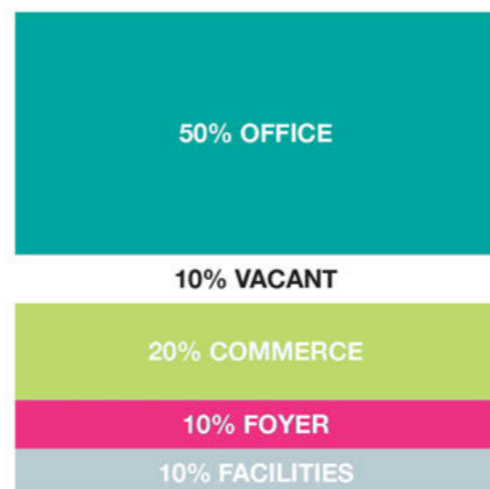 50% OFFICE
10% VACANT
20% COMMERCE
10% FOYER
10% FACILITIES